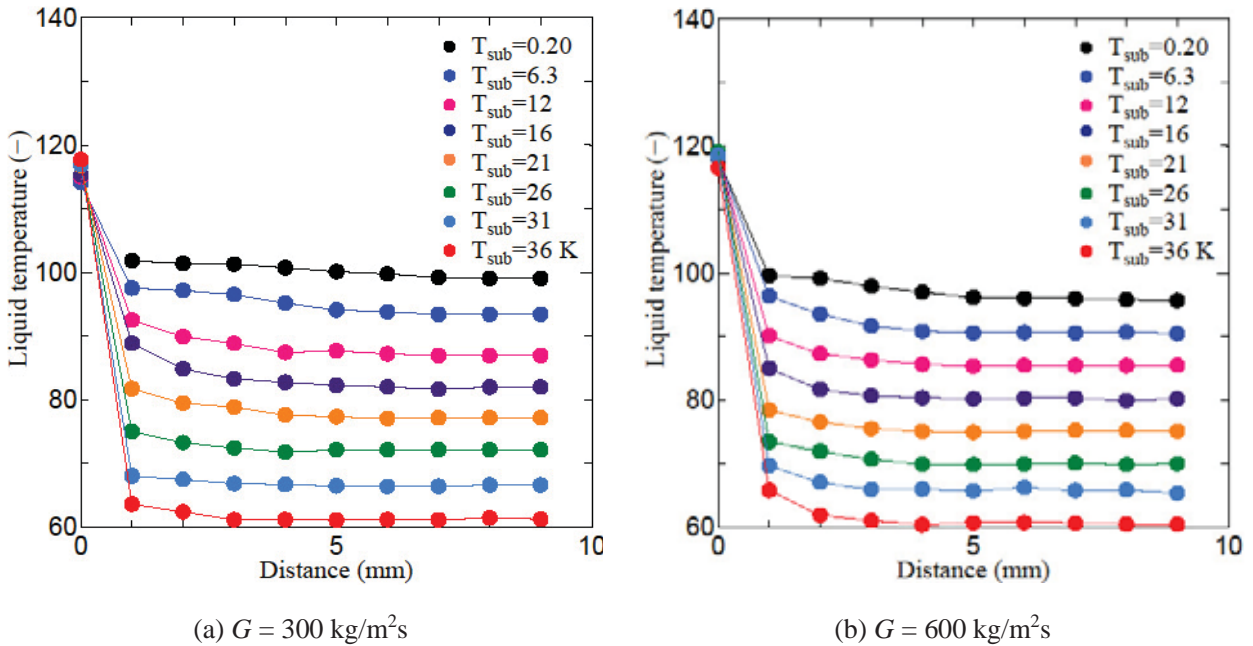 140
120
100
80
60
Liquid temperature (−)
T_sub=0.20
T_sub=6.3
T_sub=12
T_sub=16
T_sub=21
T_sub=26
T_sub=31
T_sub=36 K
0
5
10
Distance (mm)
(a) G = 300 kg/m²s
140
120
100
80
60
Liquid temperature (−)
T_sub=0.20
T_sub=6.3
T_sub=12
T_sub=16
T_sub=21
T_sub=26
T_sub=31
T_sub=36 K
0
5
10
Distance (mm)
(b) G = 600 kg/m²s